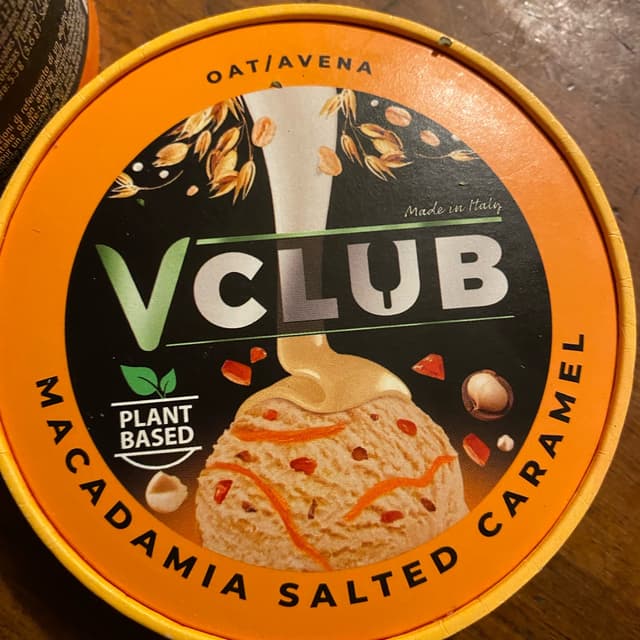 OAT/AVENA
Made in Italy
VCLUB
PLANT
BASED
MACADAMIA SALTED CARAMEL